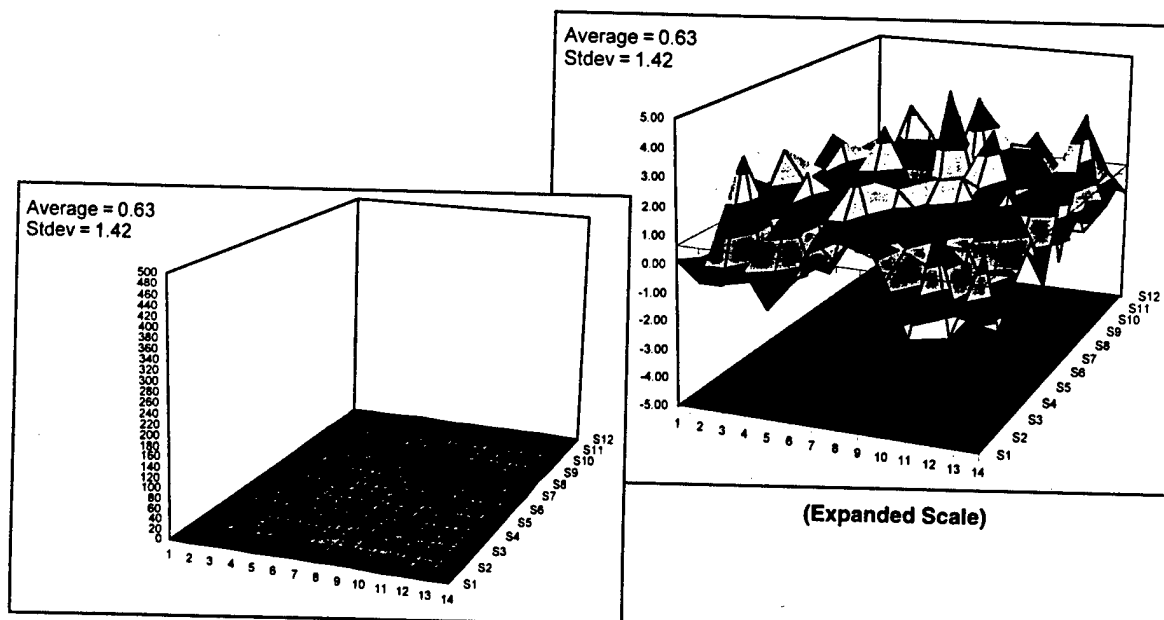 Average = 0.63
Stdev = 1.42
5.00
4.00
3.00
2.00
1.00
0.00
-1.00
-2.00
-3.00
-4.00
-5.00
1 2 3 4 5 6 7 8 9 10 11 12 13 14
S1
S2
S3
S4
S5
S6
S7
S8
S9
S10
S11
S12
(Expanded Scale)
Average = 0.63
Stdev = 1.42
500
480
460
440
420
400
380
360
340
320
300
280
260
240
220
200
180
160
140
120
100
80
60
40
20
0
1 2 3 4 5 6 7 8 9 10 11 12 13 14
S1
S2
S3
S4
S5
S6
S7
S8
S9
S10
S11
S12